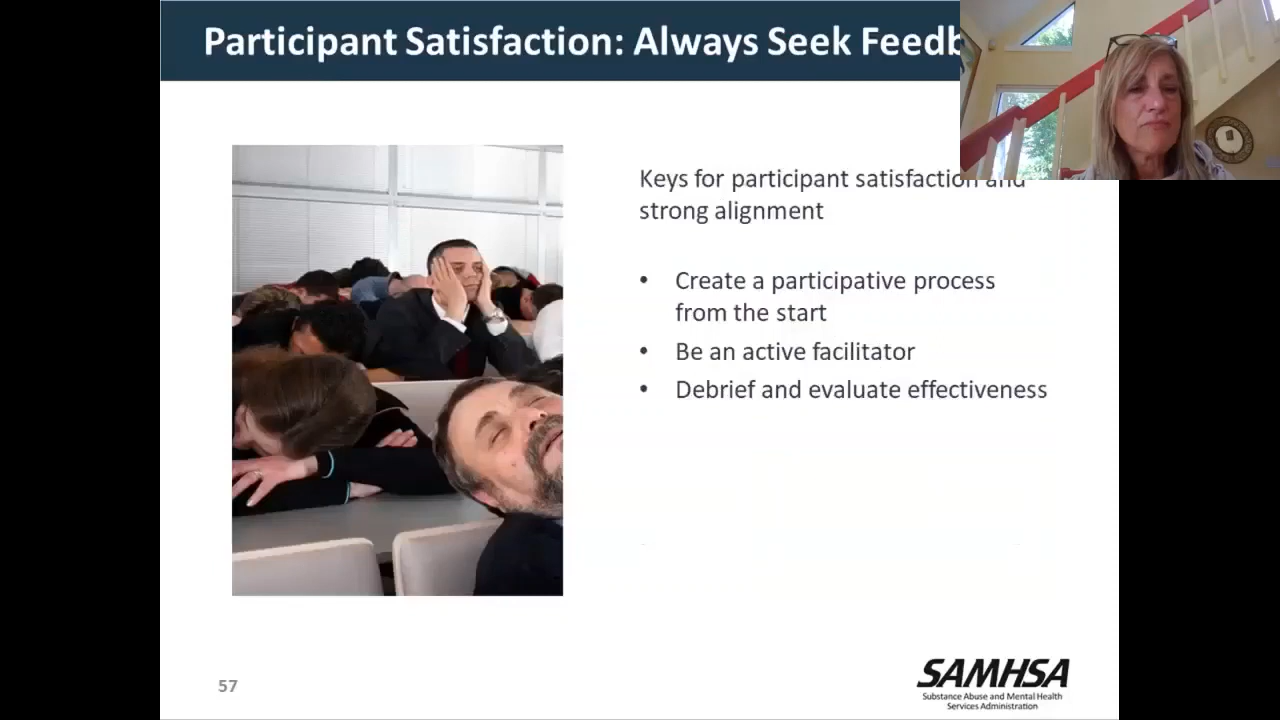 Participant Satisfaction: Always Seek Feedb
Keys for participant satisfaction and
strong alignment
• Create a participative process
from the start
• Be an active facilitator
• Debrief and evaluate effectiveness
57
SAMHSA
Substance Abuse and Mental Health
Services Administration